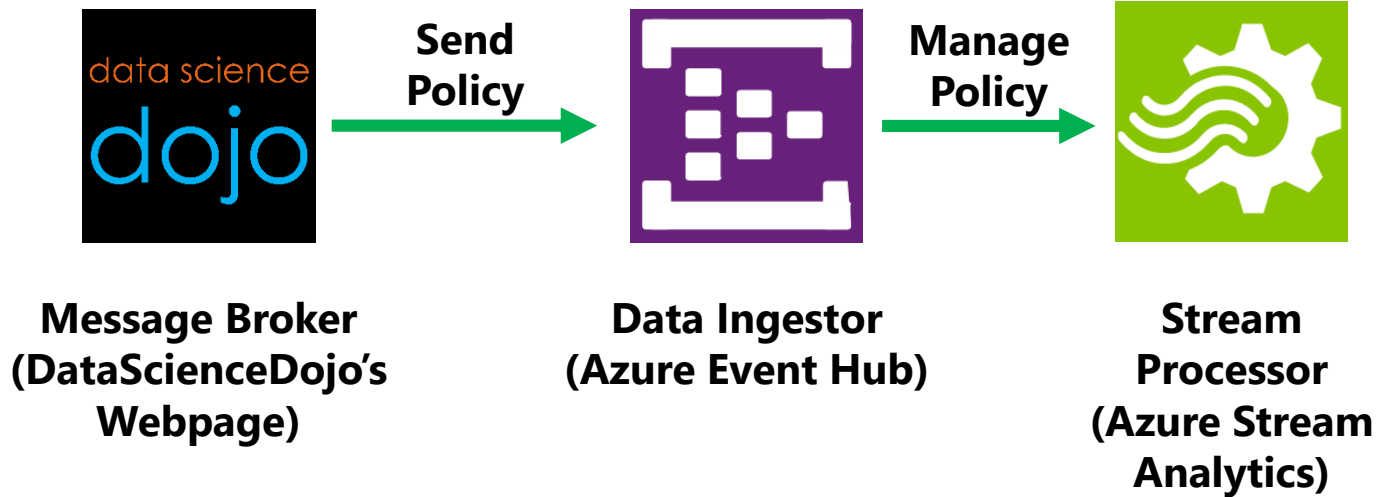 data science
dojo
Send
Policy
Manage
Policy
Message Broker
(DataScienceDojo’s
Webpage)
Data Ingestor
(Azure Event Hub)
Stream
Processor
(Azure Stream
Analytics)